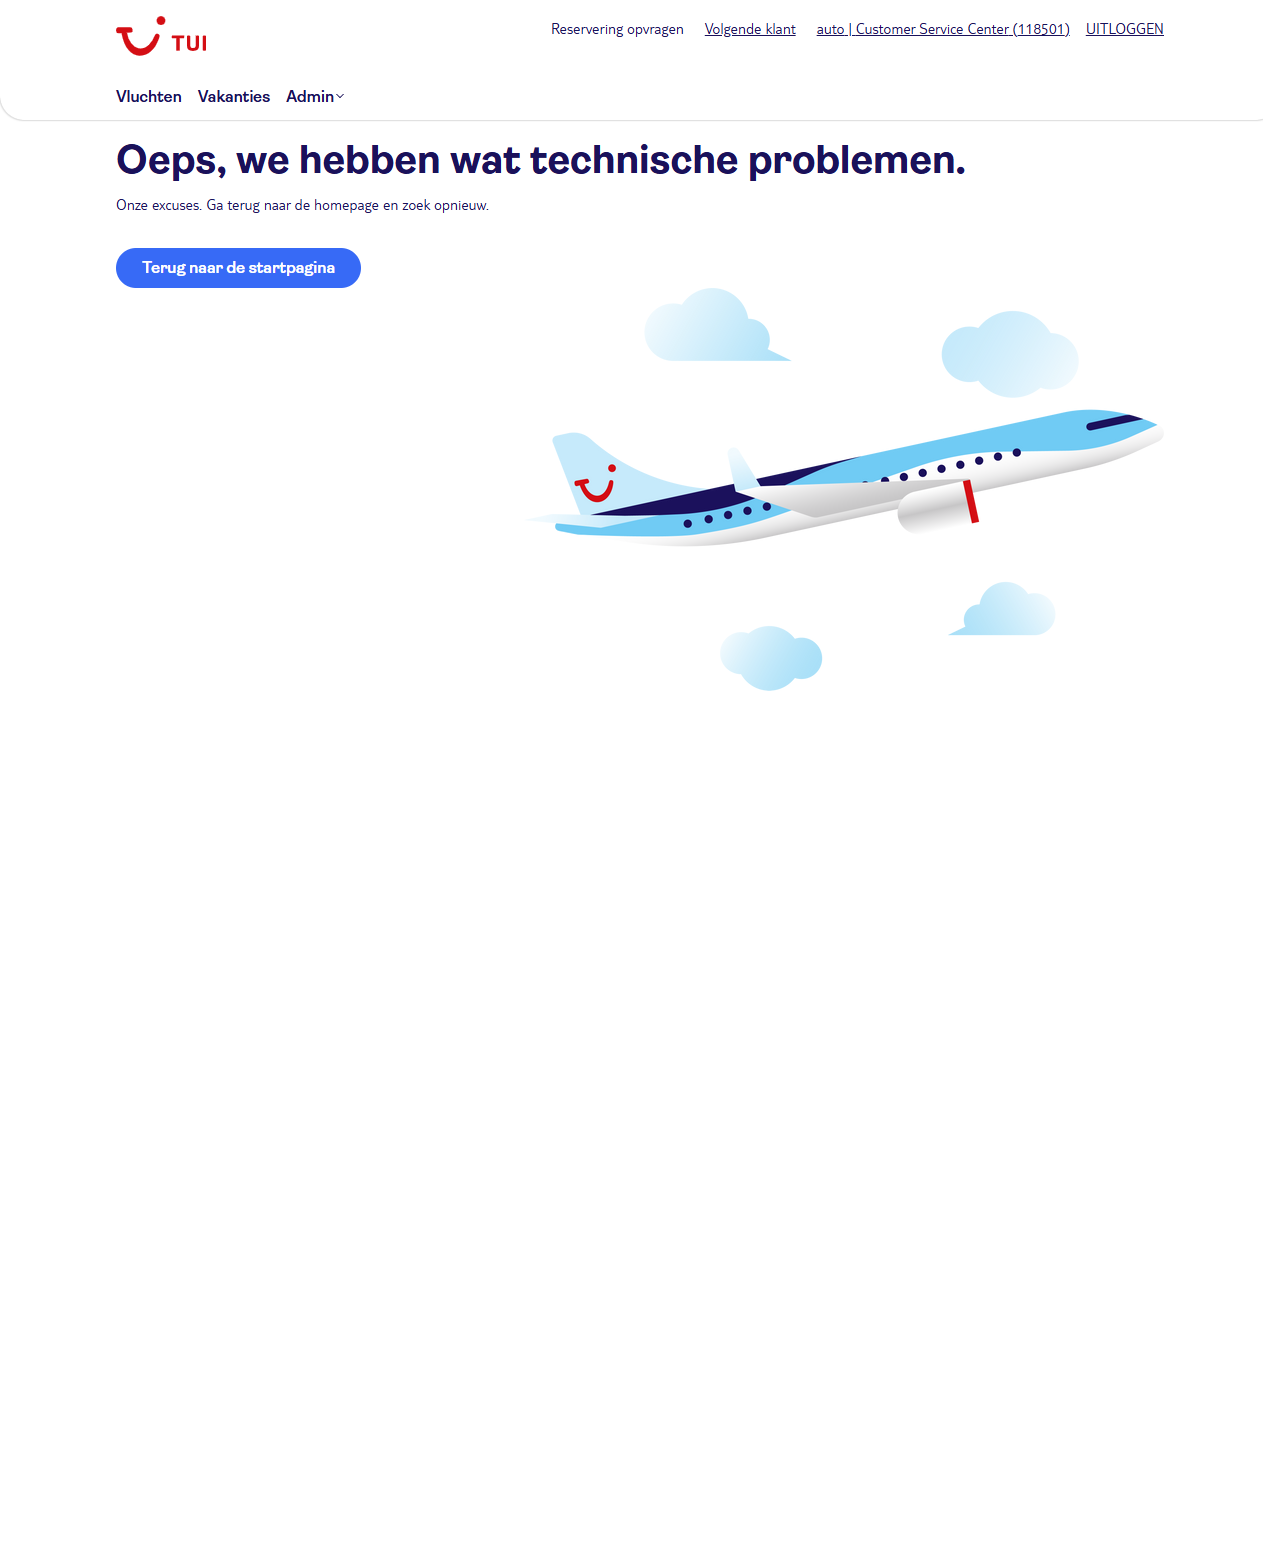 TUI
Reservering opvragen Volgende klant auto | Customer Service Center (118501) UITLOGGEN
Vluchten Vakanties Admin
Oeps, we hebben wat technische problemen.
Onze excuses. Ga terug naar de homepage en zoek opnieuw.
Terug naar de startpagina